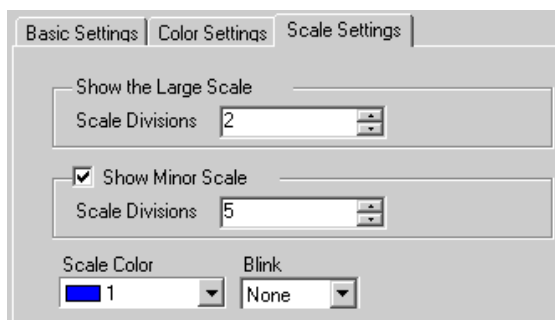 Basic Settings Color Settings Scale Settings
Show the Large Scale
Scale Divisions 2
Show Minor Scale
Scale Divisions 5
Scale Color Blink
1 None